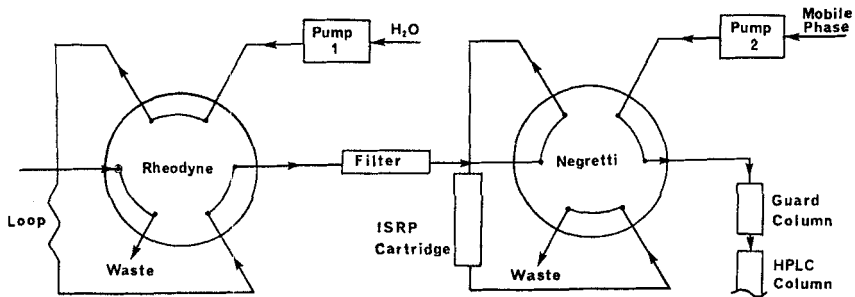 Pump
1
H₂O
Pump
2
Mobile
Phase
Rheodyne
Filter
Negretti
Loop
Waste
ISRP
Cartridge
Waste
Guard
Column
HPLC
Column